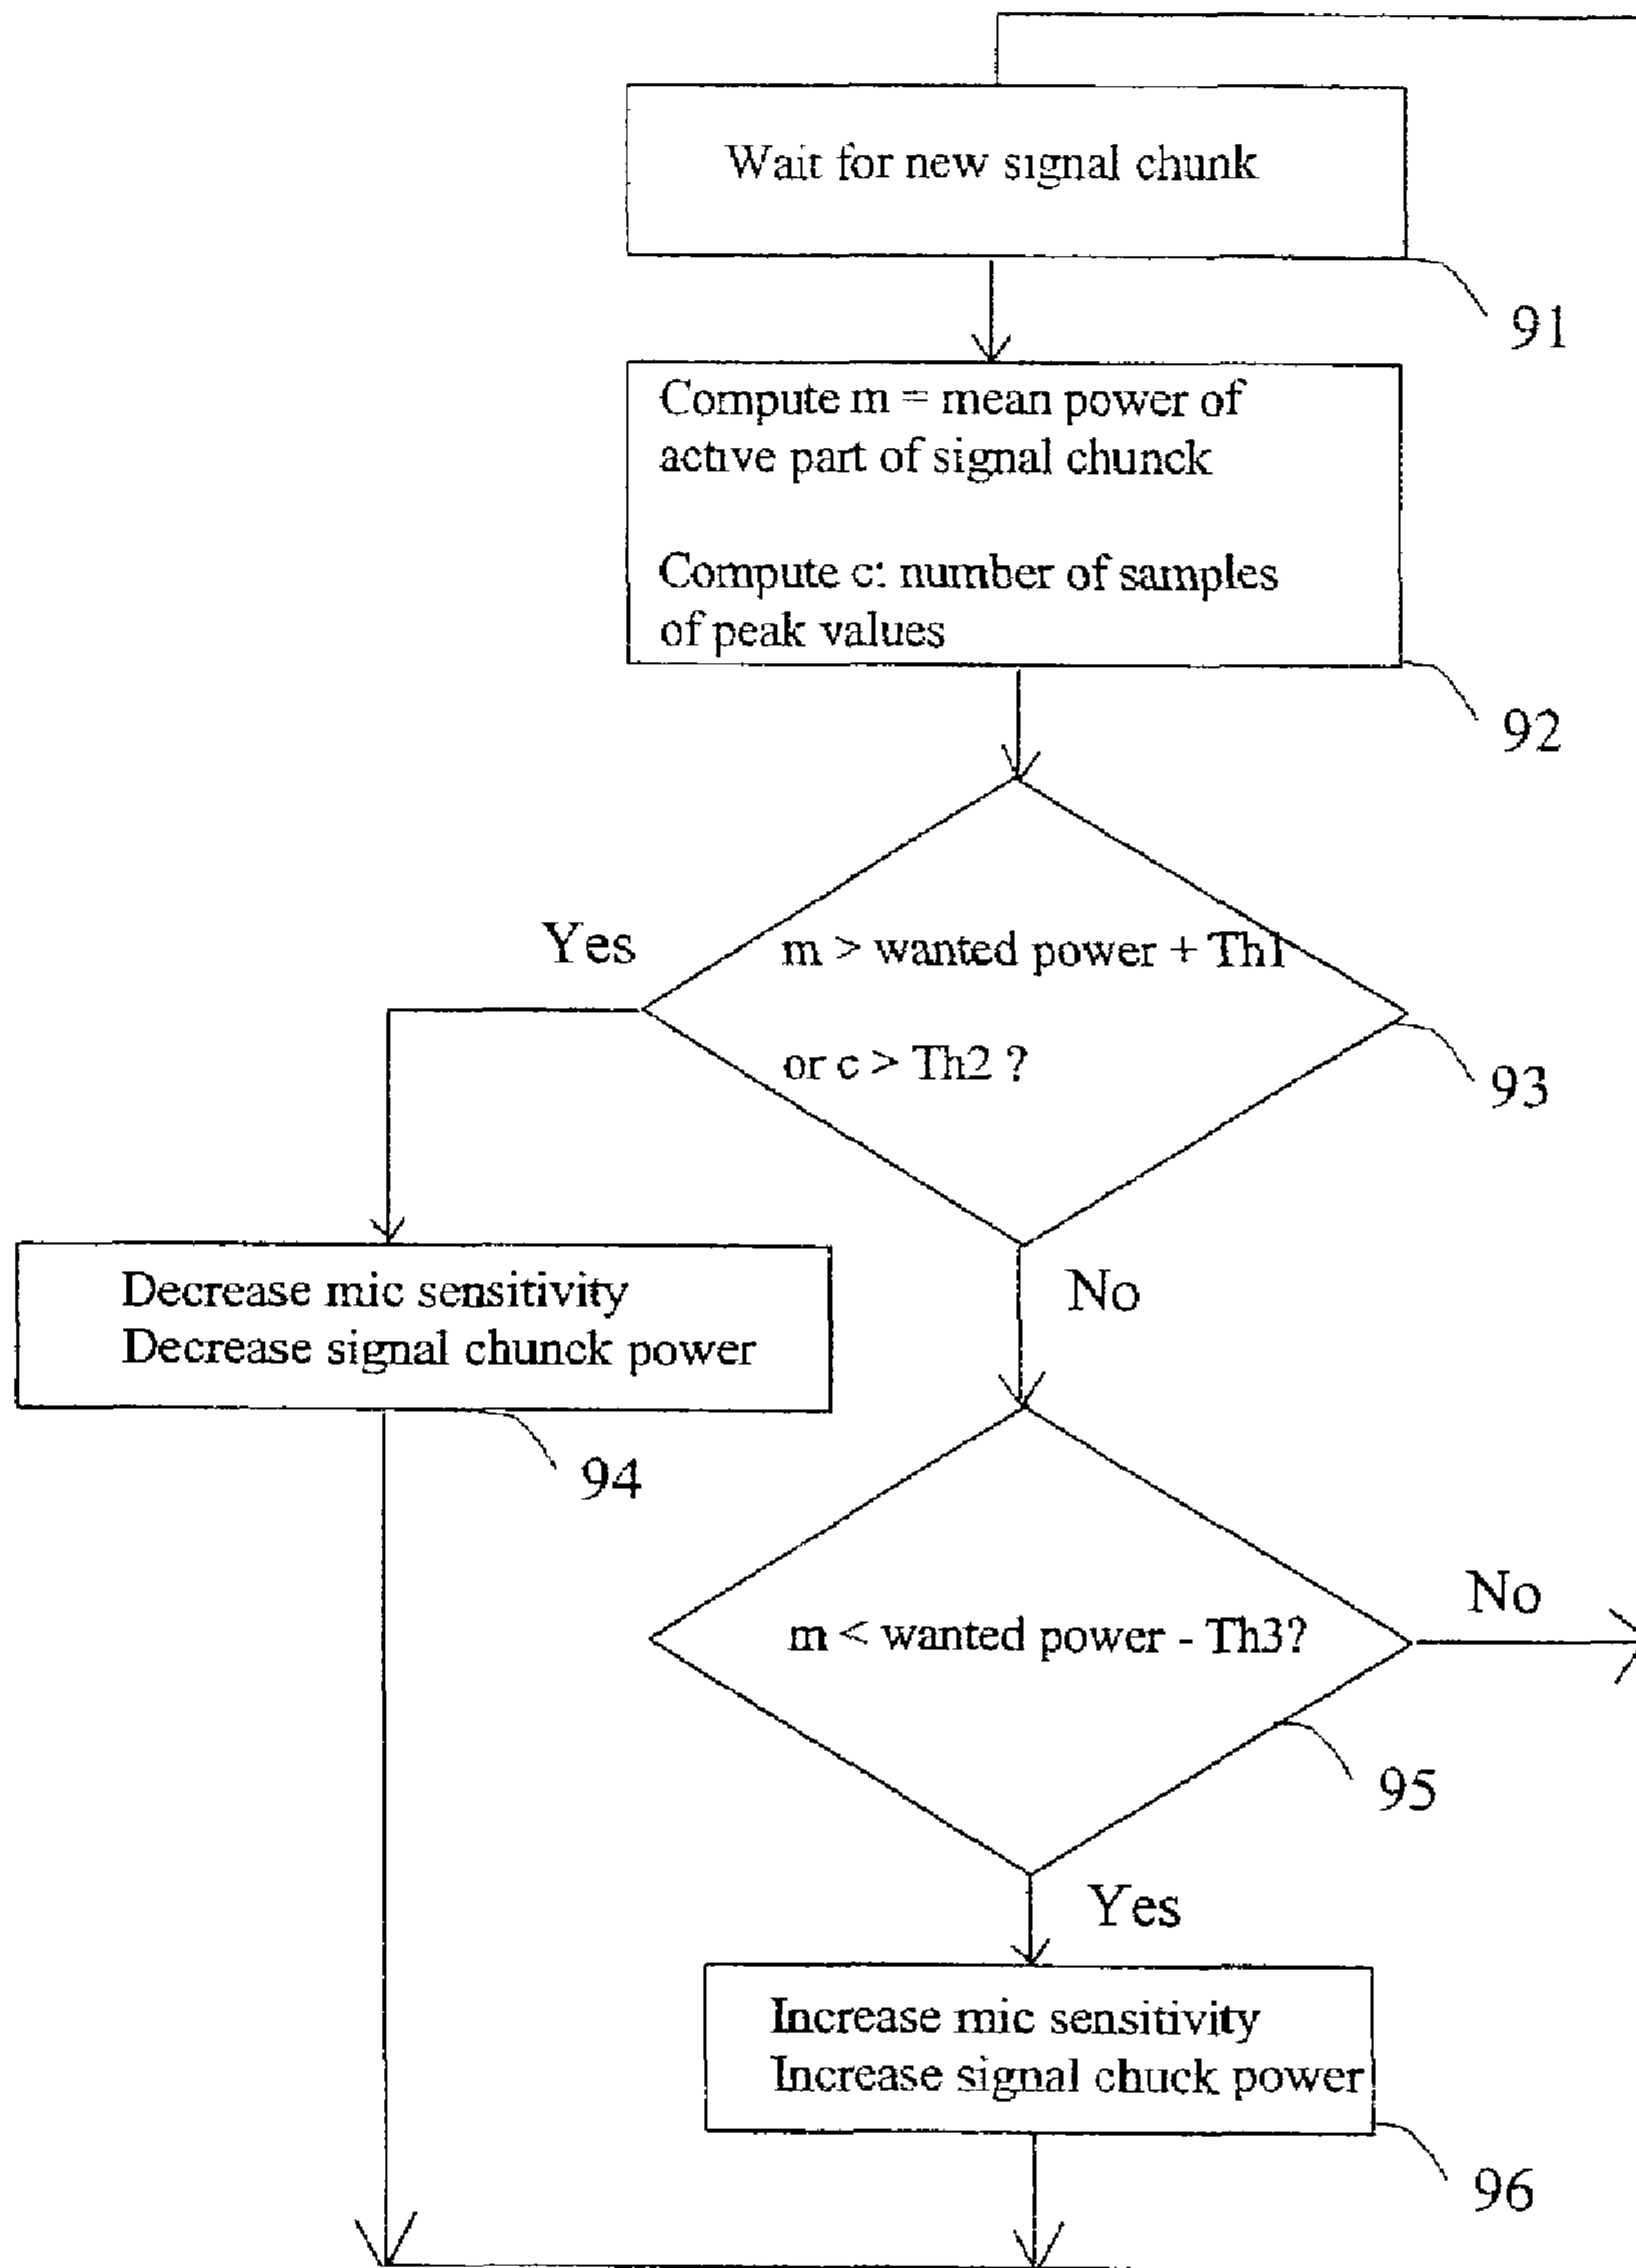 Wait for new signal chunk
91
Compute m = mean power of
active part of signal chunck
Compute c: number of samples
of peak values
92
Yes
m > wanted power + Th1
or c > Th2 ?
93
Decrease mic sensitivity
Decrease signal chunck power
No
94
m < wanted power - Th3?
No
95
Yes
Increase mic sensitivity
Increase signal chuck power
96